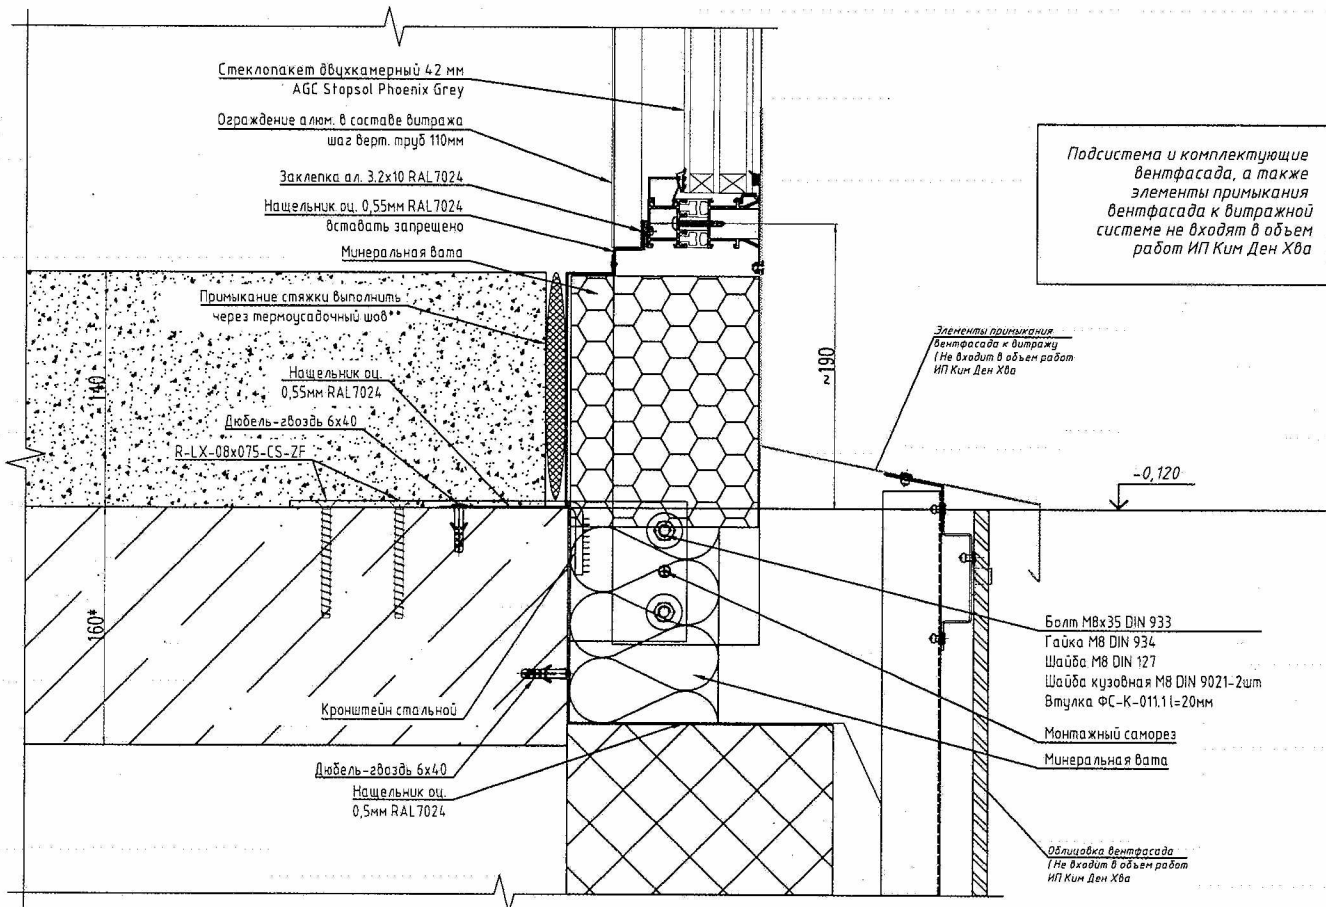 Стеклопакет двухкамерный 42 мм
AGC Stopsol Phoenix Grey
Ограждение алюм. в составе витража
шаг верт. труб 110мм
Заклепка ал. 3.2х10 RAL7024
Нащельник оц. 0,55мм RAL7024
вставать запрещено
Минеральная вата
Примыкание стяжки выполнить
через термоусадочный шов**
Нащельник оц.
0,55мм RAL7024
Дюбель-гвоздь 6х40
R-LX-08x075-CS-ZF
140
160*
Кронштейн стальной
Дюбель-гвоздь 6х40
Нащельник оц.
0,5мм RAL7024
~190
Подсистема и комплектующие
вентфасада, а также
элементы примыкания
вентфасада к витражной
системе не входят в объем
работ ИП Ким Ден Хва
Элементы примыкания
вентфасада к витражу
(Не входит в объем работ
ИП Ким Ден Хва
-0,120
Болт М8х35 DIN 933
Гайка М8 DIN 934
Шайба М8 DIN 127
Шайба кузовная М8 DIN 9021-2шт
Втулка ФС-К-011.1 l=20мм
Монтажный саморез
Минеральная вата
Облицовка вентфасада
(Не входит в объем работ
ИП Ким Ден Хва